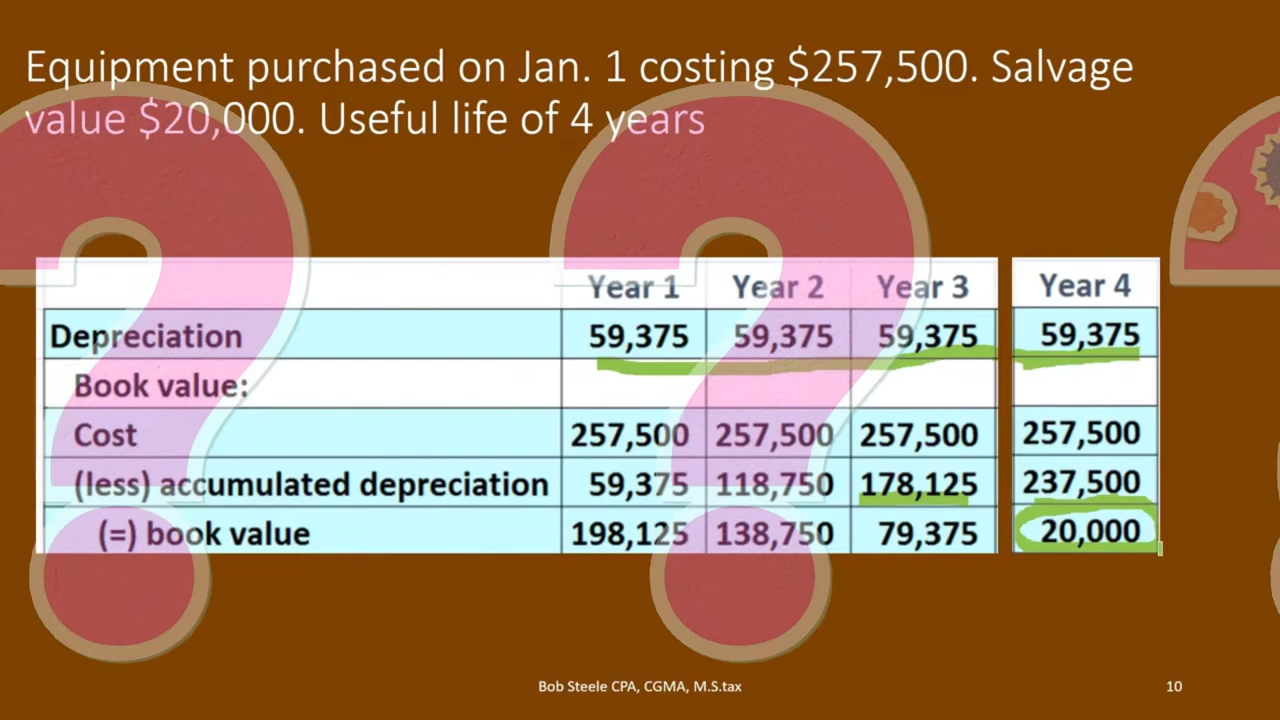 Equipment purchased on Jan. 1 costing $257,500. Salvage
value $20,000. Useful life of 4 years
Year 1 Year 2 Year 3 Year 4
Depreciation 59,375 59,375 59,375 59,375
Book value:
Cost 257,500 257,500 257,500 257,500
(less) accumulated depreciation 59,375 118,750 178,125 237,500
(=) book value 198,125 138,750 79,375 20,000
Bob Steele CPA, CGMA, M.S.tax 10